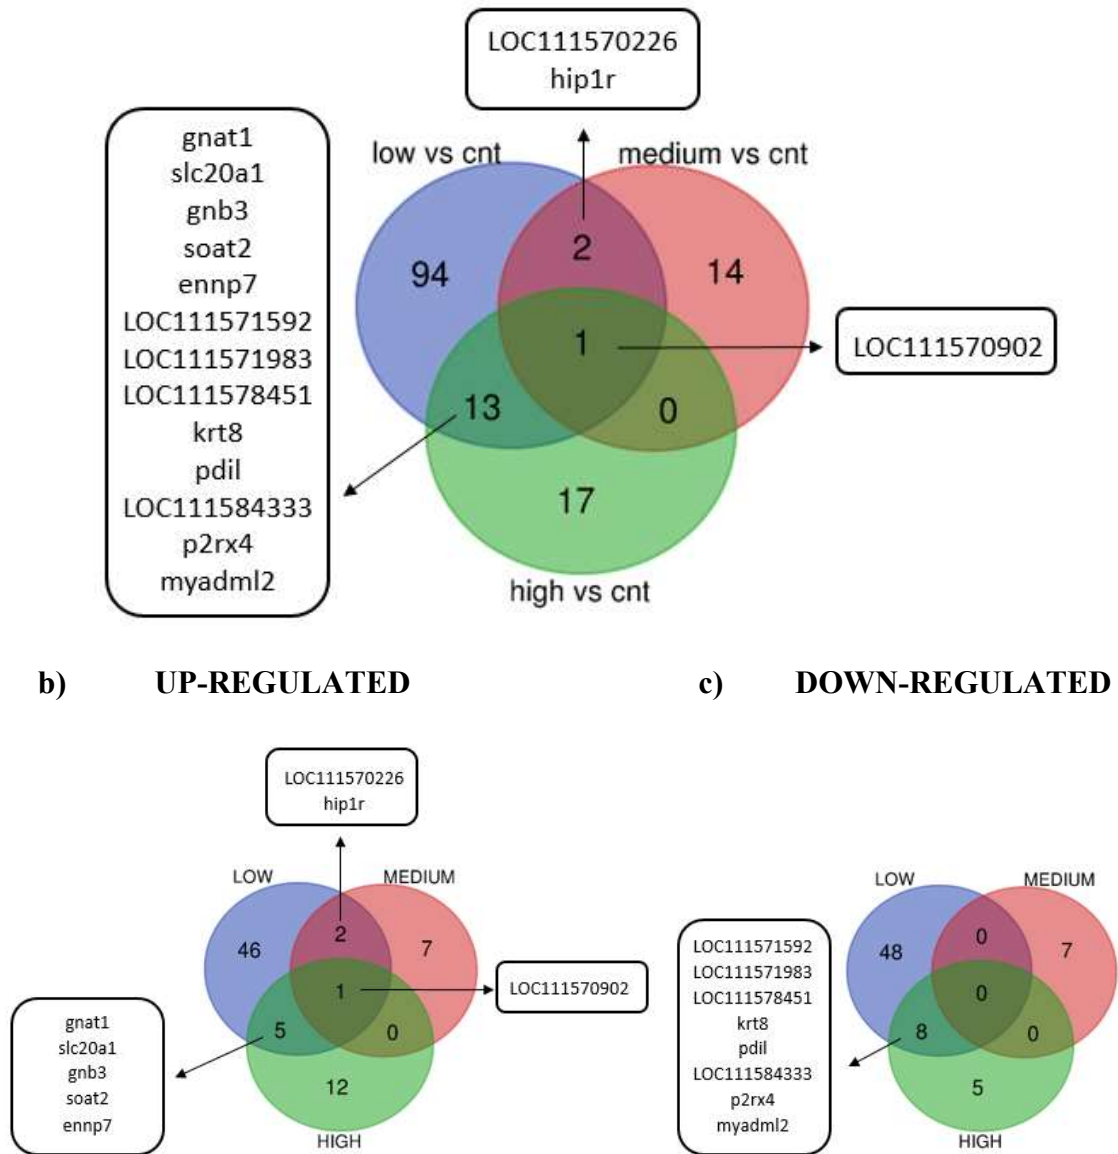 LOC111570226
hip1r
gnat1
slc20a1
gnb3
soat2
ennp7
LOC111571592
LOC111571983
LOC111578451
krt8
pdil
LOC111584333
p2rx4
myadml2
low vs cnt
medium vs cnt
94
2
14
1
LOC111570902
13
0
17
high vs cnt
b) UP-REGULATED
c) DOWN-REGULATED
LOC111570226
hip1r
LOW
MEDIUM
46
2
7
1
LOC111570902
5
0
12
HIGH
gnat1
slc20a1
gnb3
soat2
ennp7
LOW
MEDIUM
48
0
7
0
8
0
5
HIGH
LOC111571592
LOC111571983
LOC111578451
krt8
pdil
LOC111584333
p2rx4
myadml2